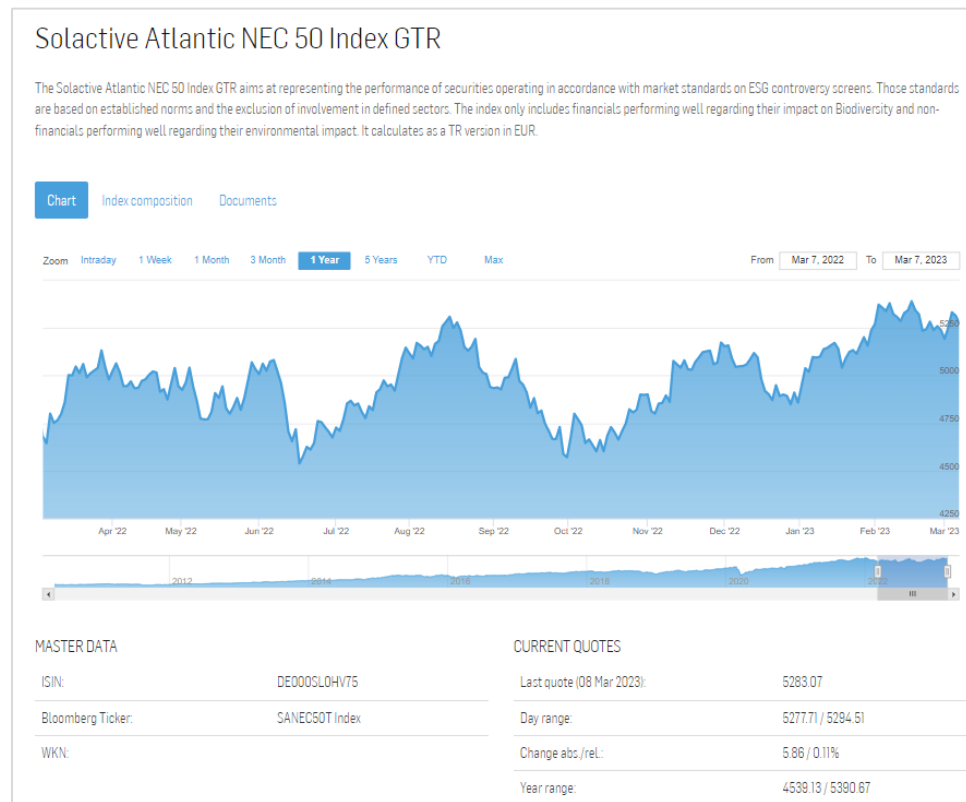 Solactive Atlantic NEC 50 Index GTR
The Solactive Atlantic NEC 50 Index GTR aims at representing the performance of securities operating in accordance with market standards on ESG controversy screens. Those standards
are based on established norms and the exclusion of involvement in defined sectors. The index only includes financials performing well regarding their impact on Biodiversity and non-
financials performing well regarding their environmental impact. It calculates as a TR version in EUR.
Chart Index composition Documents
Zoom Intraday 1 Week 1 Month 3 Month 1 Year 5 Years YTD Max From Mar 7, 2022 To Mar 7, 2023
5250
5000
4750
4500
4250
Apr '22 May '22 Jun '22 Jul '22 Aug '22 Sep '22 Oct '22 Nov '22 Dec '22 Jan '23 Feb '23 Mar '23
2012 2014 2016 2018 2020 2022
MASTER DATA
ISIN: DE000SL0HV75
Bloomberg Ticker: SANEC50T Index
WKN:
CURRENT QUOTES
Last quote (08 Mar 2023): 5283.07
Day range: 5277.71 / 5294.51
Change abs./rel.: 5.86 / 0.11%
Year range: 4539.13 / 5390.67